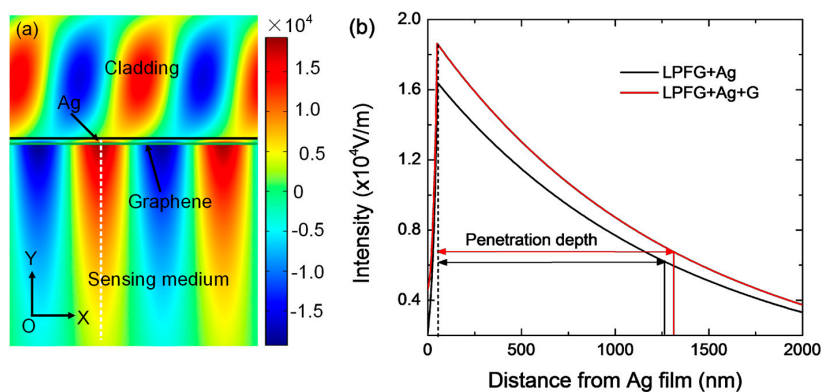 (a)
Cladding
Ag
Graphene
Sensing medium
Y
O
X
×10⁴
1.5
1.0
0.5
0
-0.5
-1.0
-1.5
(b)
2.0
1.6
1.2
0.8
0.4
Intensity (x10⁴V/m)
LPFG+Ag
LPFG+Ag+G
Penetration depth
0
500
1000
1500
2000
Distance from Ag film (nm)